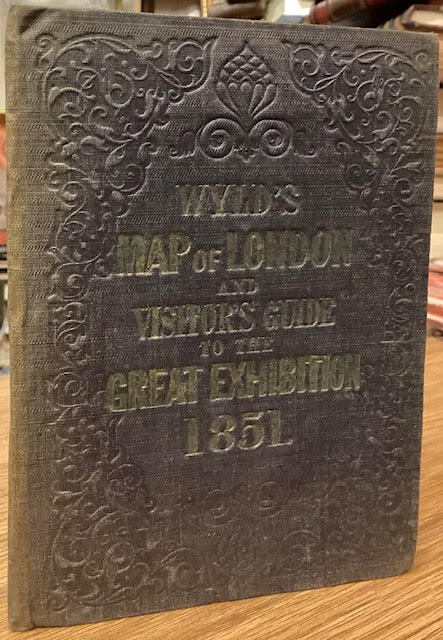 WYLD'S
MAP OF LONDON
AND
VISITOR'S GUIDE
TO THE
GREAT EXHIBITION
1851.